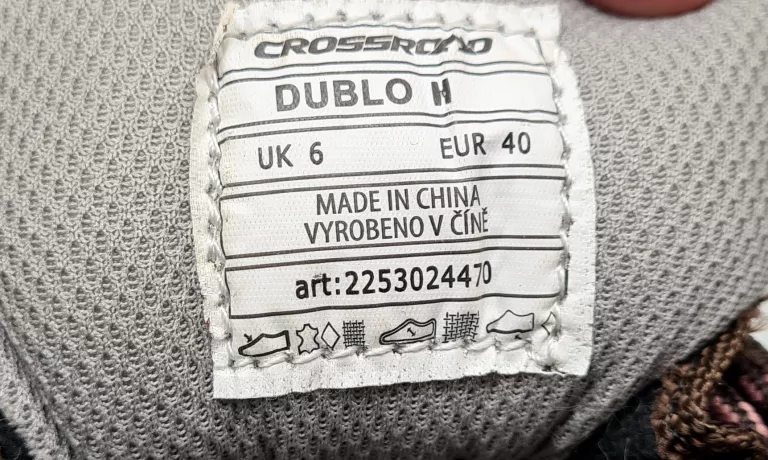 CROSSROAD
DUBLO H
UK 6 EUR 40
MADE IN CHINA
VYROBENO V ČÍNĚ
art:2253024470